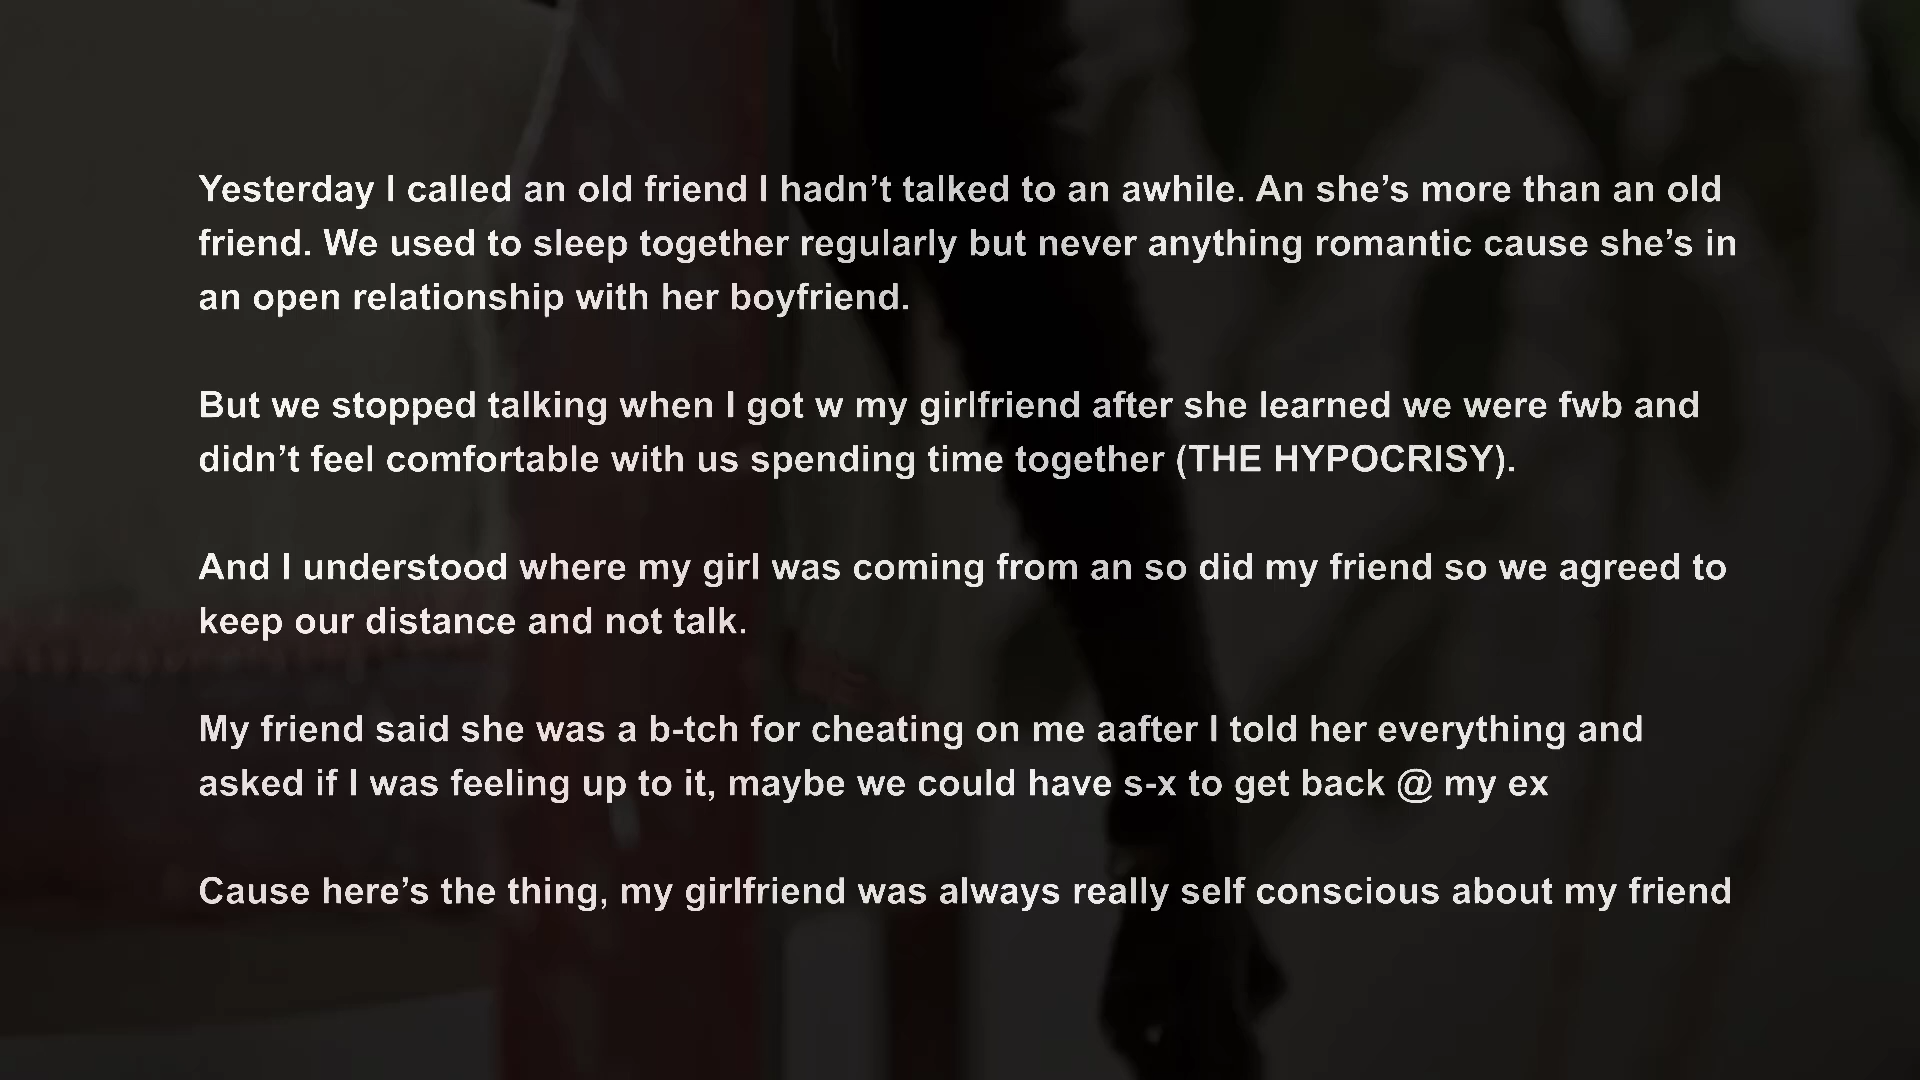 Yesterday I called an old friend I hadn’t talked to an awhile. An she’s more than an old
friend. We used to sleep together regularly but never anything romantic cause she’s in
an open relationship with her boyfriend.
But we stopped talking when I got w my girlfriend after she learned we were fwb and
didn’t feel comfortable with us spending time together (THE HYPOCRISY).
And I understood where my girl was coming from an so did my friend so we agreed to
keep our distance and not talk.
My friend said she was a b-tch for cheating on me aafter I told her everything and
asked if I was feeling up to it, maybe we could have s-x to get back @ my ex
Cause here’s the thing, my girlfriend was always really self conscious about my friend